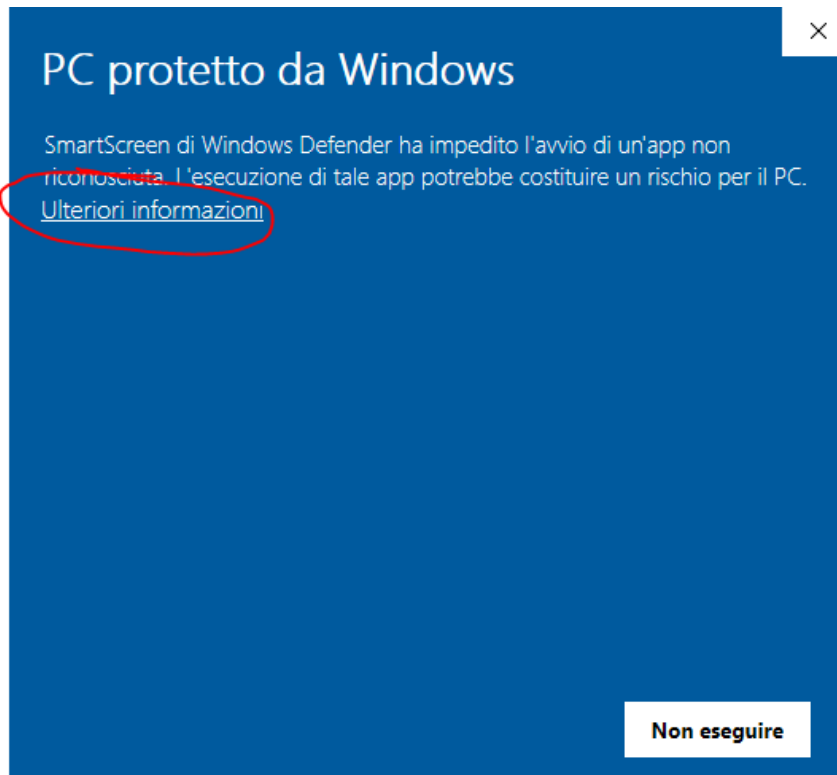 PC protetto da Windows
SmartScreen di Windows Defender ha impedito l'avvio di un'app non
riconosciuta. L'esecuzione di tale app potrebbe costituire un rischio per il PC.
Ulteriori informazioni
Non eseguire